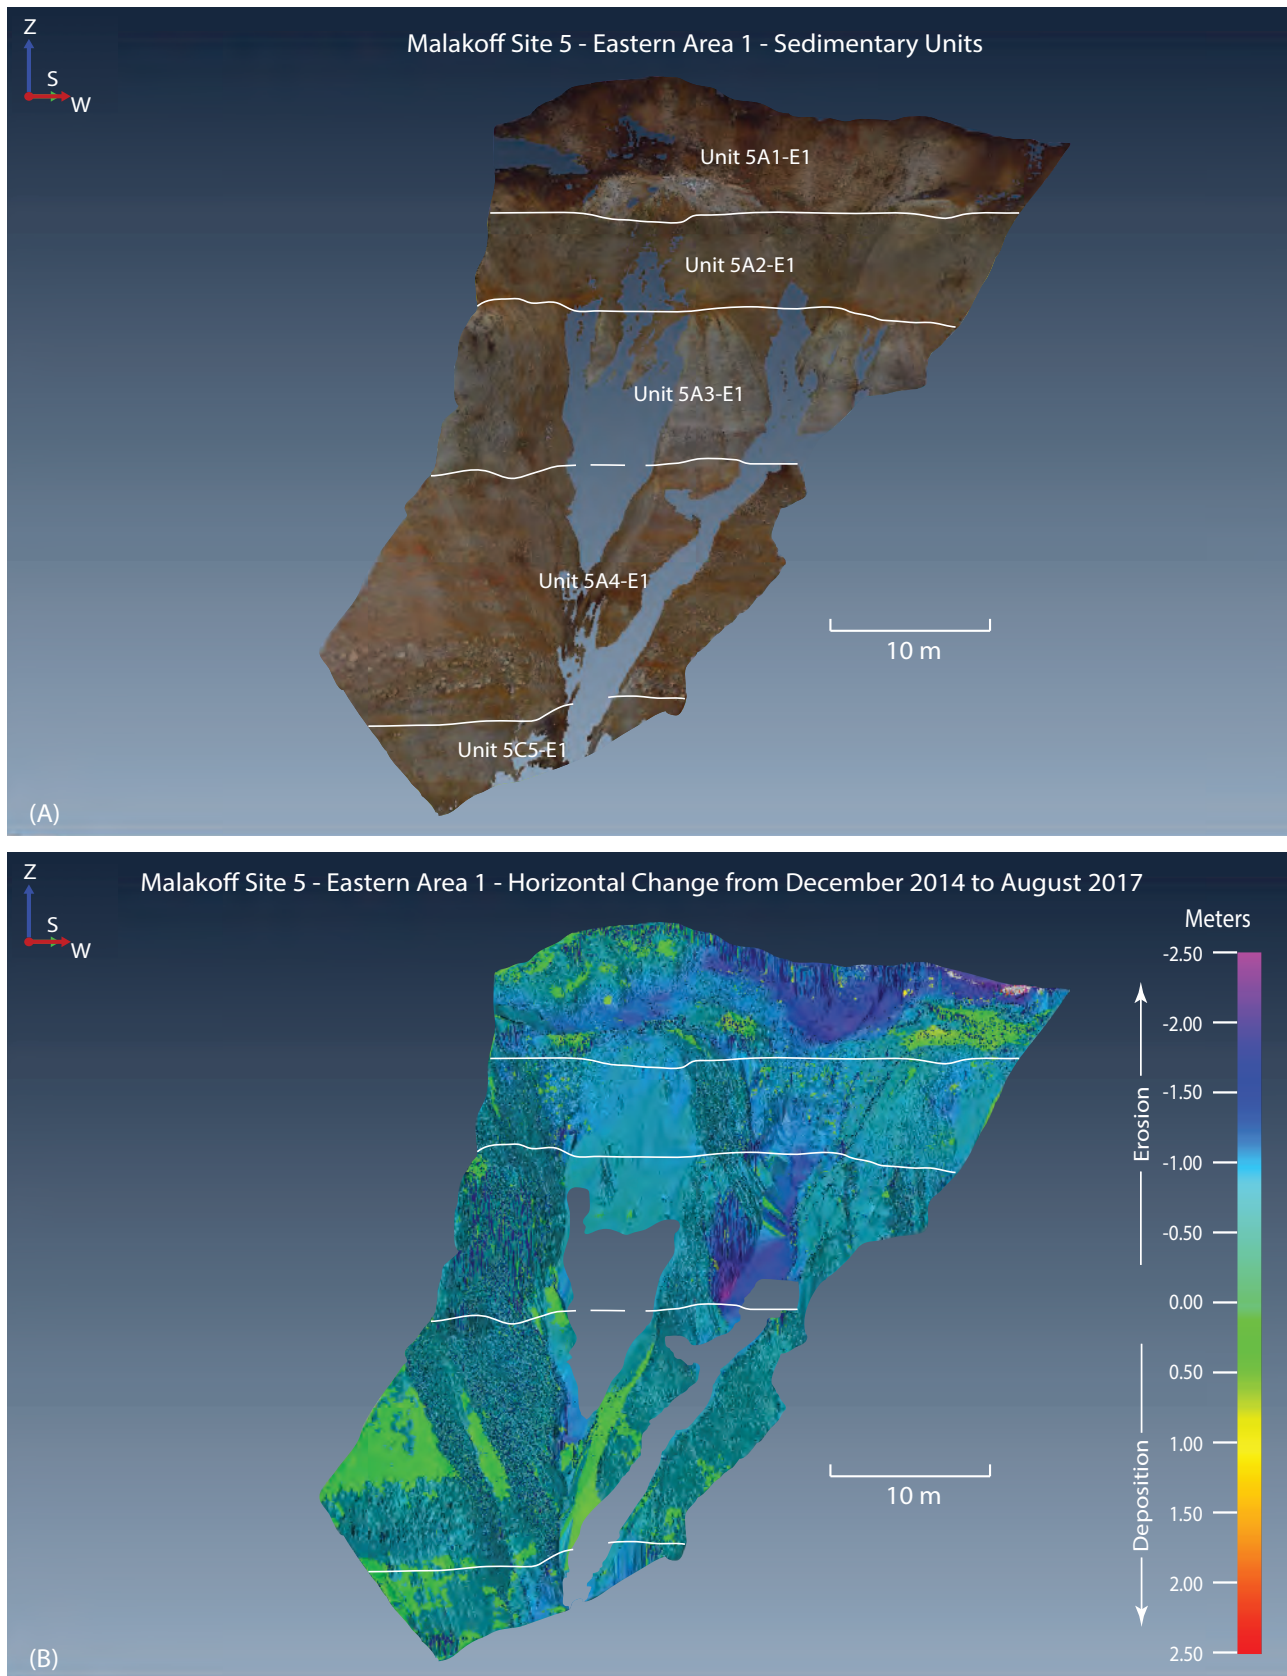 Z
S
W
Malakoff Site 5 - Eastern Area 1 - Sedimentary Units
Unit 5A1-E1
Unit 5A2-E1
Unit 5A3-E1
Unit 5A4-E1
10 m
Unit 5C5-E1
(A)
Z
S
W
Malakoff Site 5 - Eastern Area 1 - Horizontal Change from December 2014 to August 2017
Meters
-2.50
-2.00
-1.50
-1.00
-0.50
0.00
0.50
1.00
1.50
2.00
2.50
Erosion
Deposition
10 m
(B)